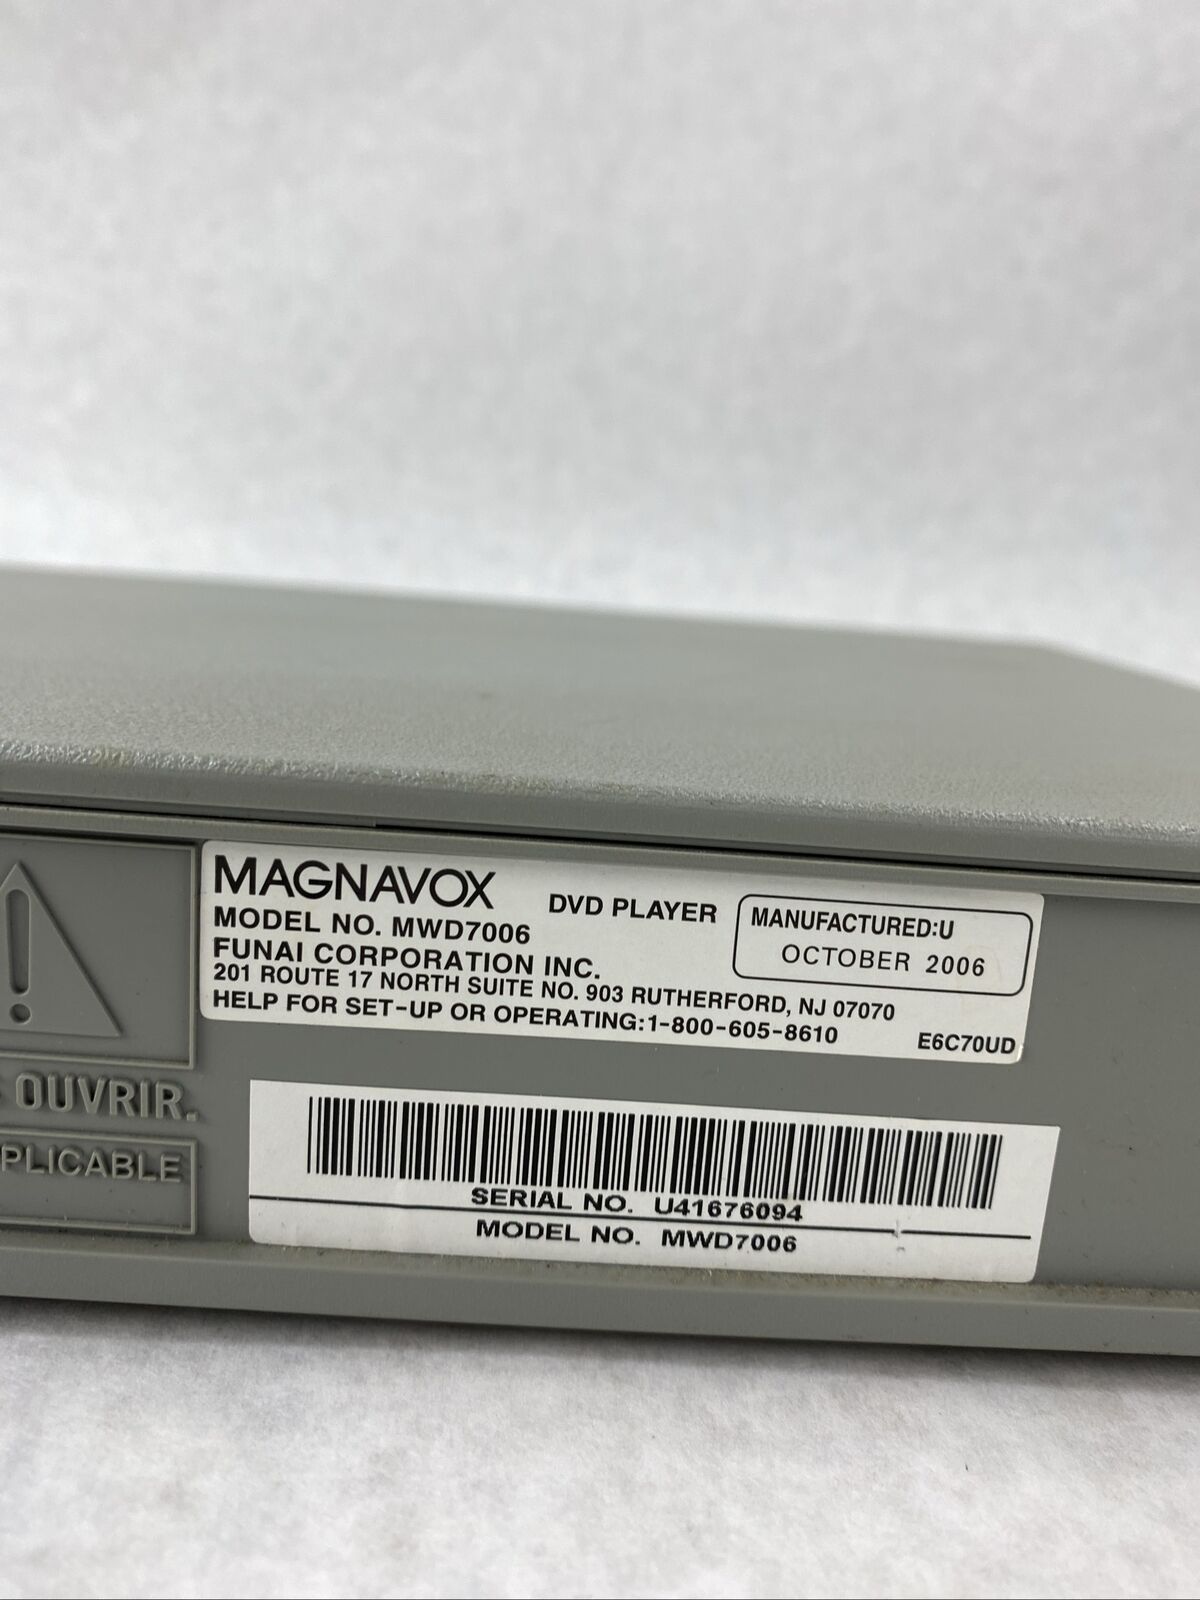 MAGNAVOX DVD PLAYER
MANUFACTURED:U
OCTOBER 2006
MODEL NO. MWD7006
FUNAI CORPORATION INC.
201 ROUTE 17 NORTH SUITE NO. 903 RUTHERFORD, NJ 07070
HELP FOR SET-UP OR OPERATING:1-800-605-8610
E6C70UD
OUVRIR.
PLICABLE
SERIAL NO. U41676094
MODEL NO. MWD7006